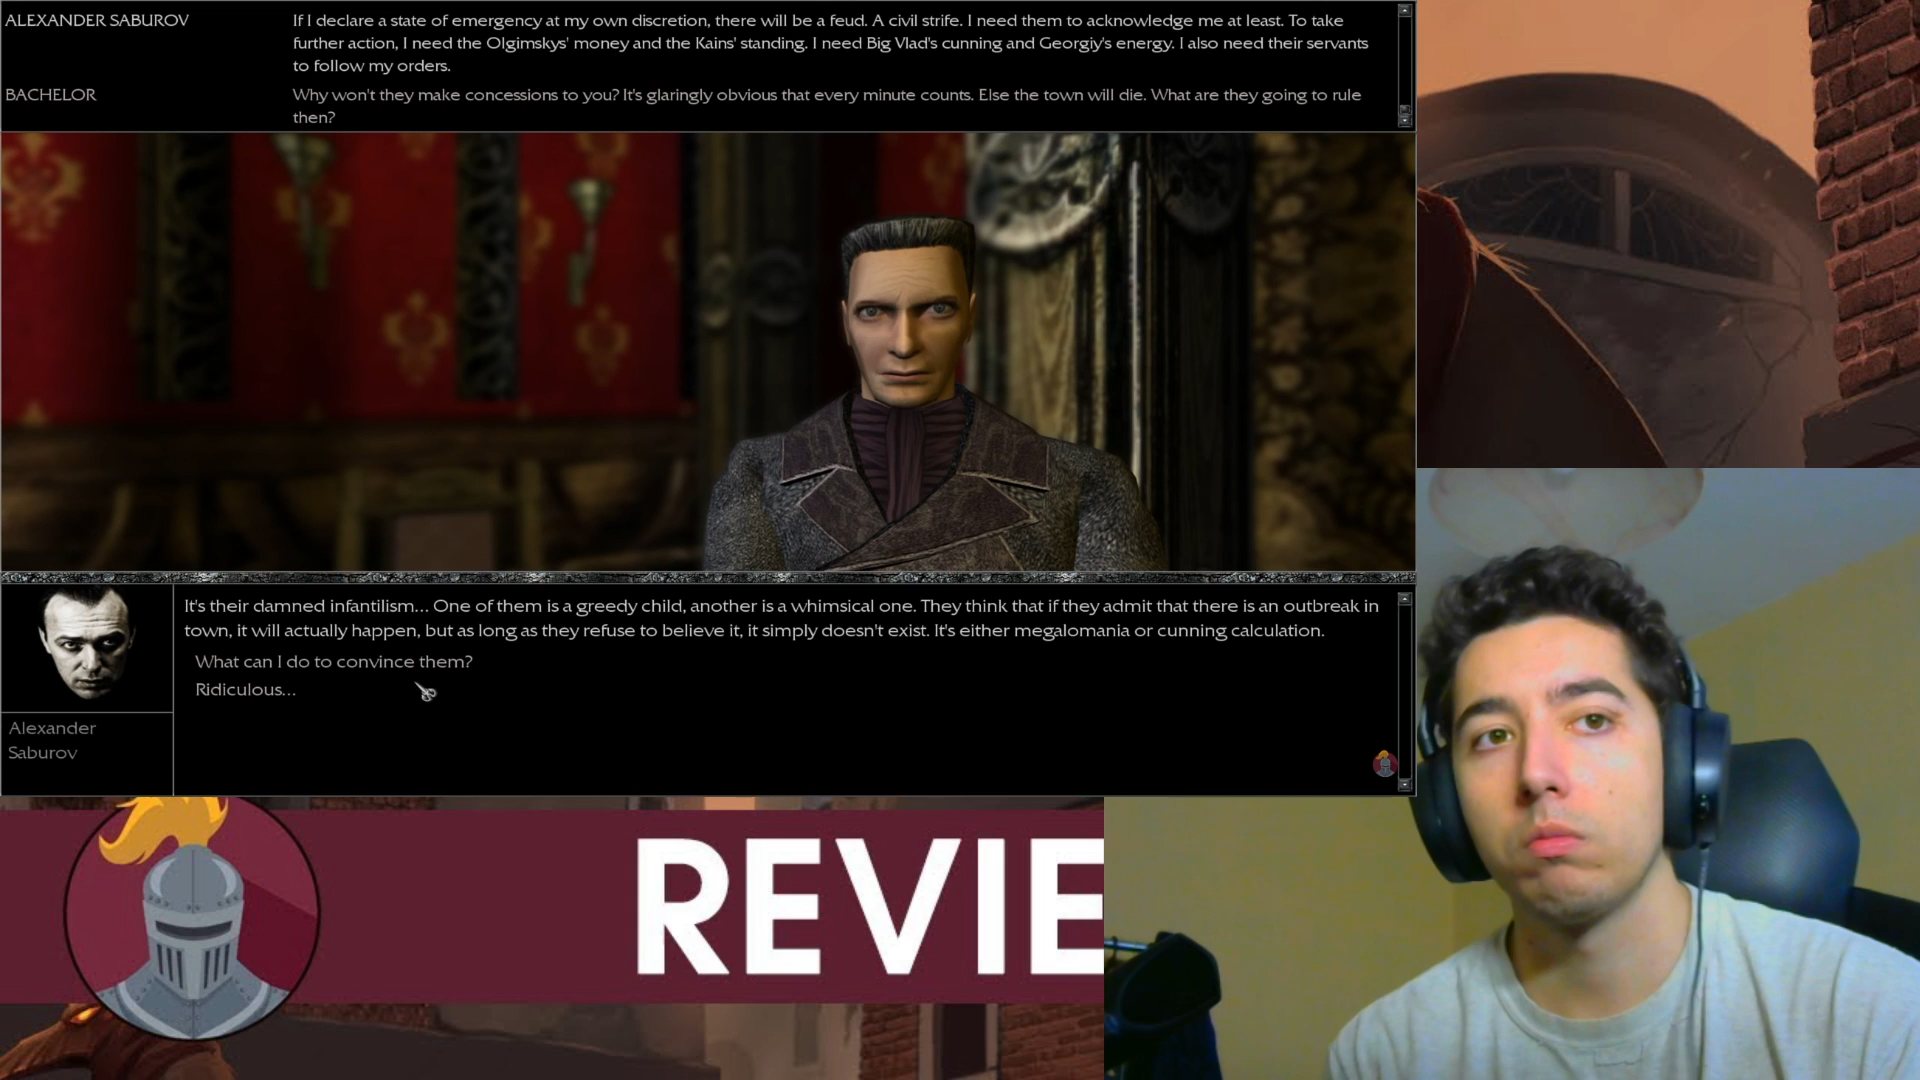 ALEXANDER SABUROV
If I declare a state of emergency at my own discretion, there will be a feud. A civil strife. I need them to acknowledge me at least. To take
further action, I need the Olgimskys' money and the Kains' standing. I need Big Vlad's cunning and Georgiy's energy. I also need their servants
to follow my orders.
BACHELOR
Why won't they make concessions to you? It's glaringly obvious that every minute counts. Else the town will die. What are they going to rule
then?
It's their damned infantilism... One of them is a greedy child, another is a whimsical one. They think that if they admit that there is an outbreak in
town, it will actually happen, but as long as they refuse to believe it, it simply doesn't exist. It's either megalomania or cunning calculation.
What can I do to convince them?
Ridiculous...
Alexander
Saburov
REVIE